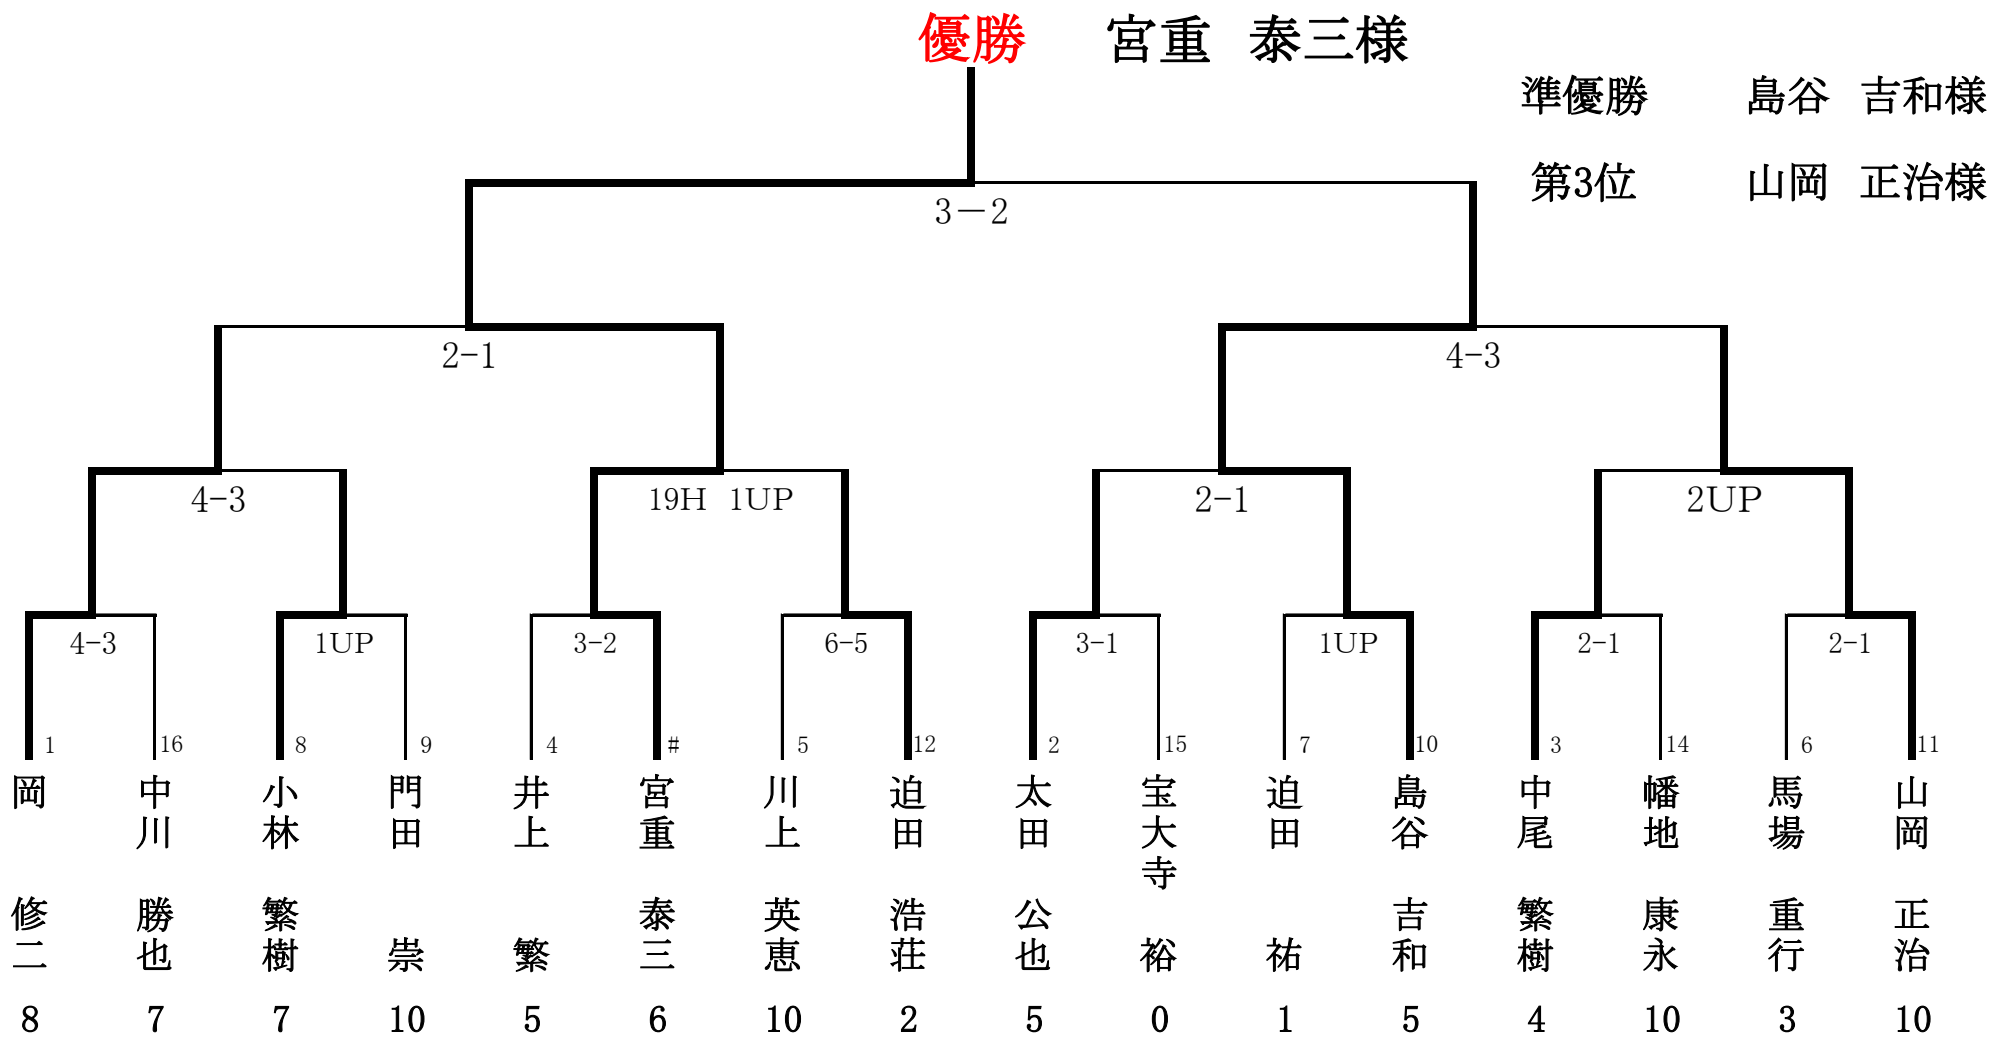 優勝 宮重 泰三様
準優勝 島谷 吉和様
第3位 山岡 正治様
3－2
2-1 4-3
4-3 19H 1UP 2-1 2UP
4-3 1UP 3-2 6-5 3-1 1UP 2-1 2-1
1 16 8 9 4 # 5 12 2 15 7 10 3 14 6 11
岡 修二
中川 勝也
小林 繁樹
門田 崇
井上 繁
宮重 泰三
川上 英恵
迫田 浩荘
太田 公也
宝大寺 裕
迫田 祐
島谷 吉和
中尾 繁樹
幡地 康永
馬場 重行
山岡 正治
8 7 7 10 5 6 10 2 5 0 1 5 4 10 3 10